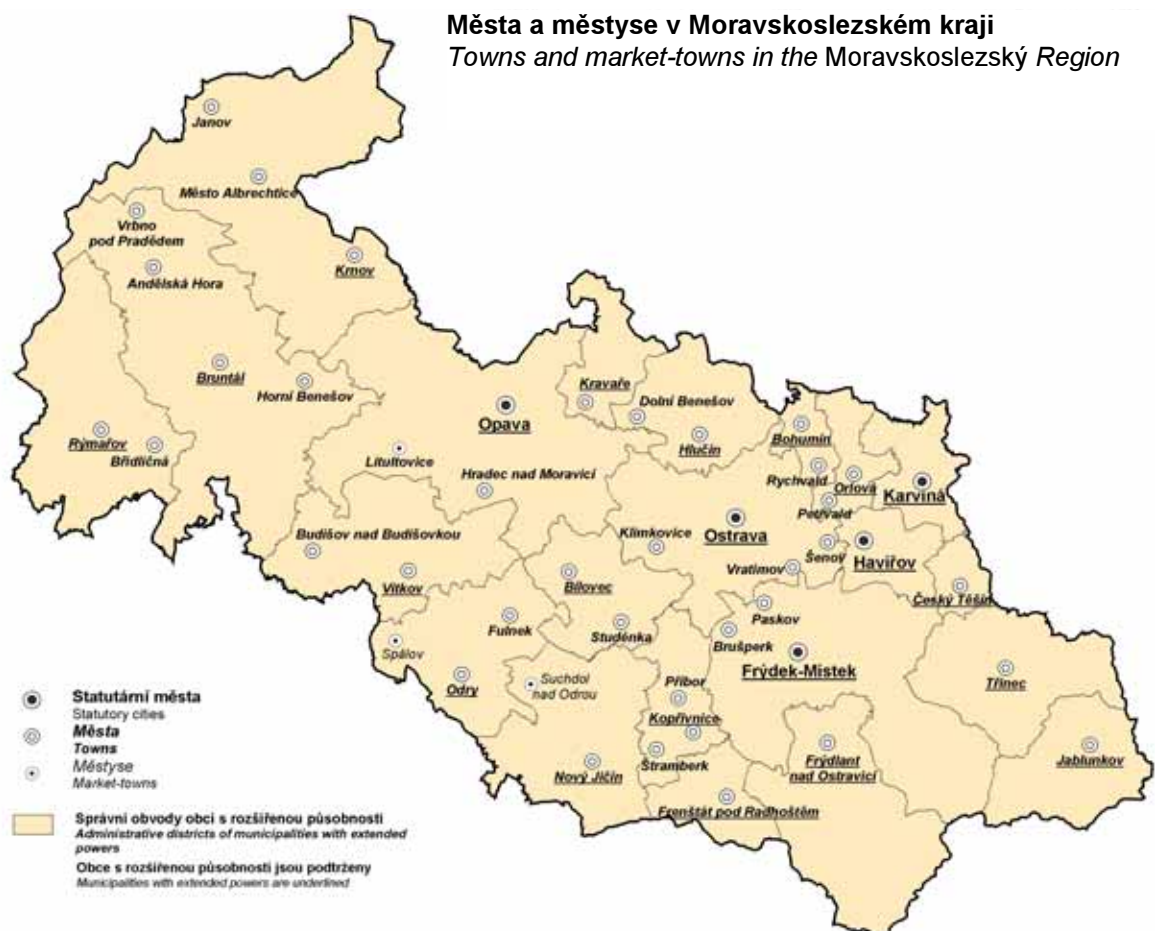 Města a městyse v Moravskoslezském kraji
Towns and market-towns in the Moravskoslezský Region
Janov
Město Albrechtice
Vrbno
pod Pradědem
Krnov
Andělská Hora
Bruntál
Horní Benešov
Kravaře
Dolní Benešov
Opava
Bohumín
Rýmařov
Břidličná
Hlučín
Litultovice
Hradec nad Moravicí
Rychvald
Orlová
Karviná
Petřvald
Budišov nad Budišovkou
Klimkovice
Ostrava
Šenov
Havířov
Vratimov
Vítkov
Bílovec
Český Těšín
Paskov
Fulnek
Studénka
Brušperk
Spálov
Frýdek-Místek
Příbor
Suchdol
nad Odrou
Odry
Třinec
Kopřivnice
Štramberk
Frýdlant
nad Ostravicí
Jablunkov
Nový Jičín
Frenštát pod Radhoštěm
Statutární města
Statutory cities
Města
Towns
Městyse
Market-towns
Správní obvody obcí s rozšířenou působností
Administrative districts of municipalities with extended
powers
Obce s rozšířenou působností jsou podtrženy
Municipalities with extended powers are underlined